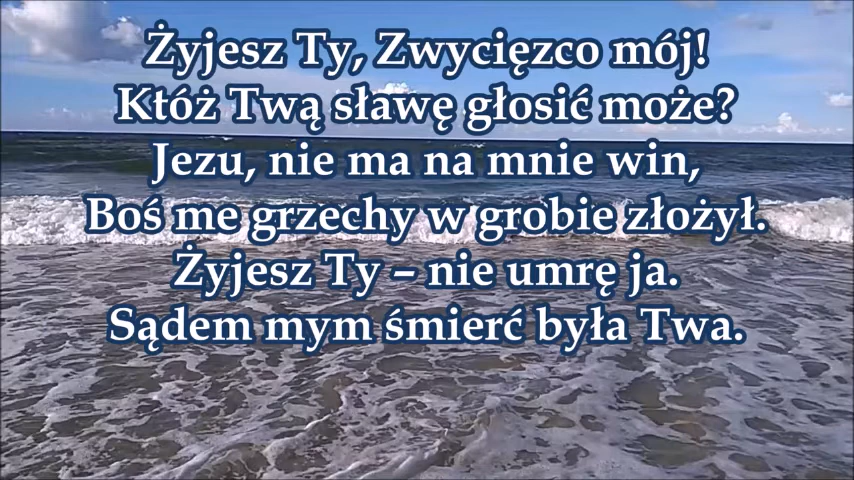 Żyjesz Ty, Zwycięzco mój!
Któż Twą sławę głosić może?
Jezu, nie ma na mnie win,
Boś me grzechy w grobie złożył.
Żyjesz Ty – nie umrę ja.
Sądem mym śmierć była Twa.